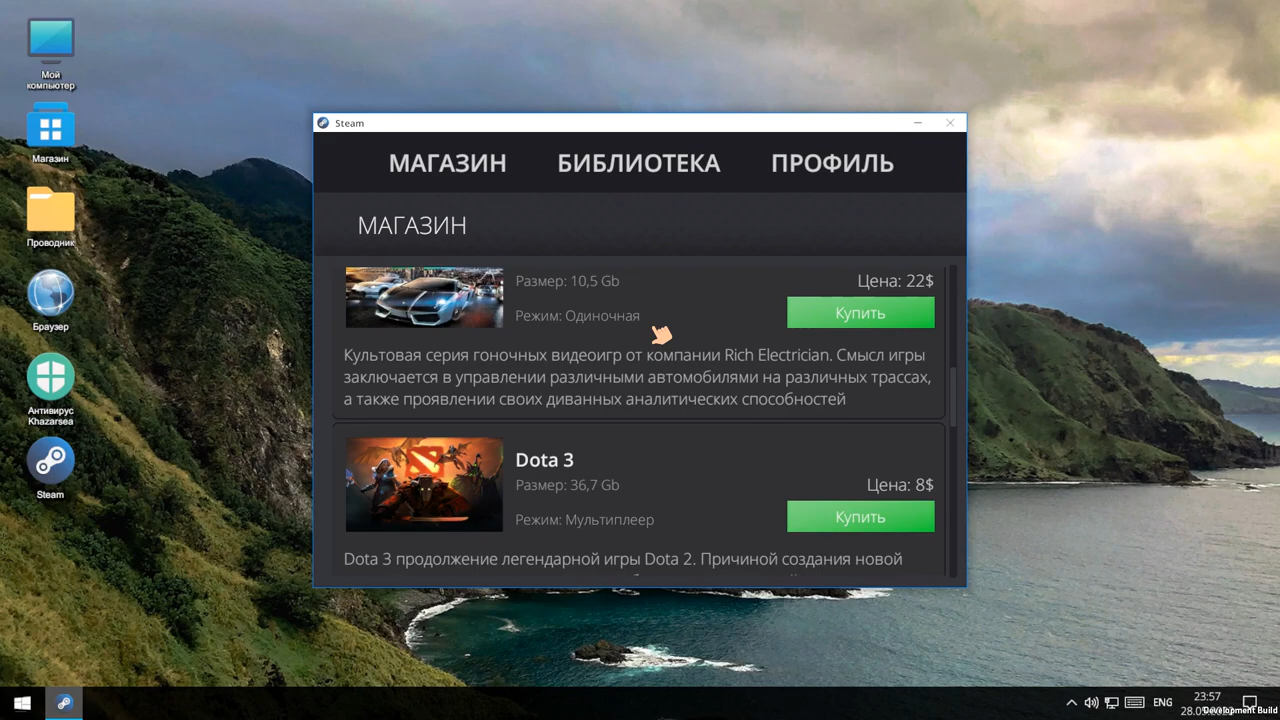 Мой
компьютер
Магазин
Проводник
Браузер
Антивирус
Khazarsea
Steam
Steam
МАГАЗИН БИБЛИОТЕКА ПРОФИЛЬ
МАГАЗИН
Размер: 10,5 Gb
Цена: 22$
Режим: Одиночная
Купить
Культовая серия гоночных видеоигр от компании Rich Electrician. Смысл игры
заключается в управлении различными автомобилями на различных трассах,
а также проявлении своих диванных аналитических способностей
Dota 3
Размер: 36,7 Gb
Цена: 8$
Режим: Мультиплеер
Купить
Dota 3 продолжение легендарной игры Dota 2. Причиной создания новой
ENG
23:57
28.0
Development Build